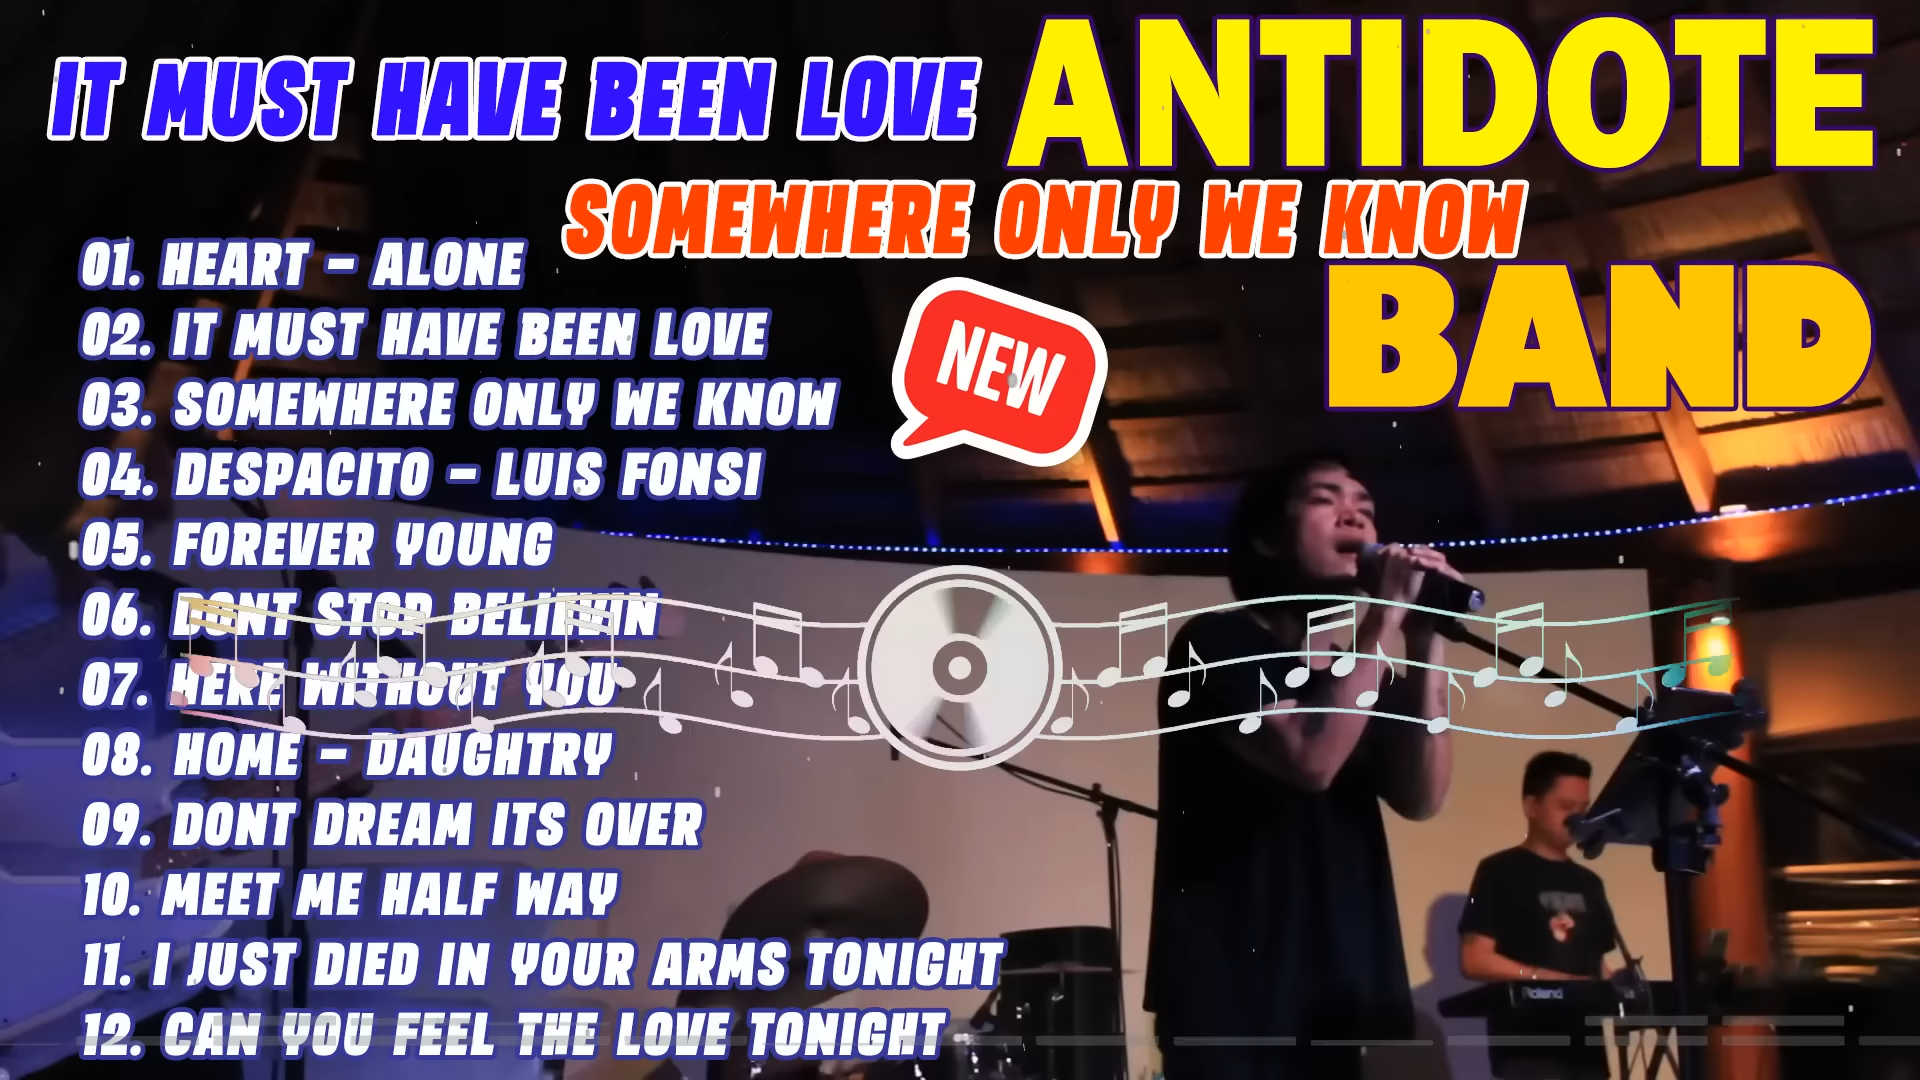 IT MUST HAVE BEEN LOVE
ANTIDOTE
SOMEWHERE ONLY WE KNOW
BAND
NEW
01. HEART - ALONE
02. IT MUST HAVE BEEN LOVE
03. SOMEWHERE ONLY WE KNOW
04. DESPACITO - LUIS FONSI
05. FOREVER YOUNG
06. DONT STOP BELIEVIN
07. HERE WITHOUT YOU
08. HOME - DAUGHTRY
09. DONT DREAM ITS OVER
10. MEET ME HALF WAY
11. I JUST DIED IN YOUR ARMS TONIGHT
12. CAN YOU FEEL THE LOVE TONIGHT
Roland